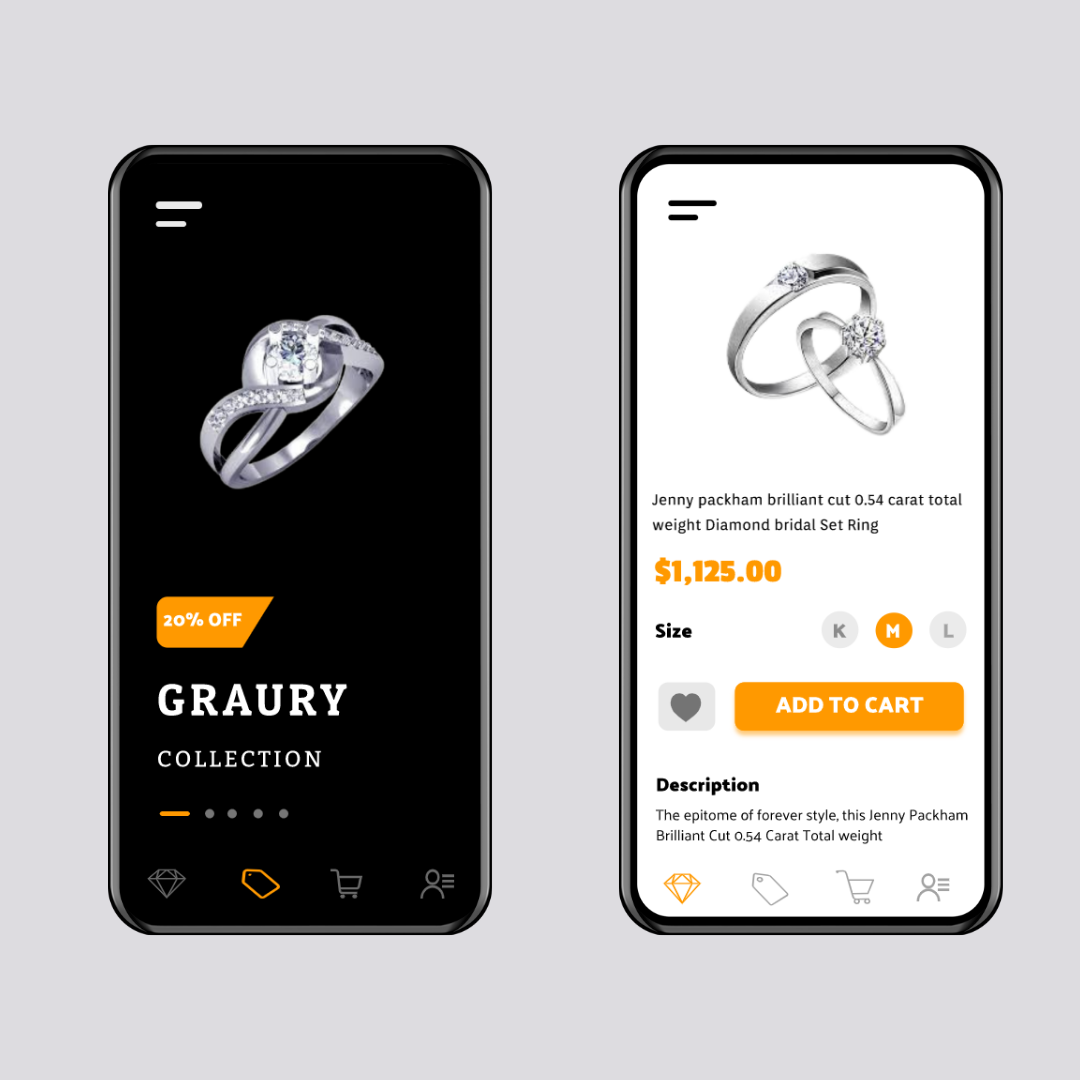 20% OFF
GRAURY
COLLECTION
Jenny packham brilliant cut 0.54 carat total
weight Diamond bridal Set Ring
$1,125.00
Size
K
M
L
ADD TO CART
Description
The epitome of forever style, this Jenny Packham
Brilliant Cut 0.54 Carat Total weight